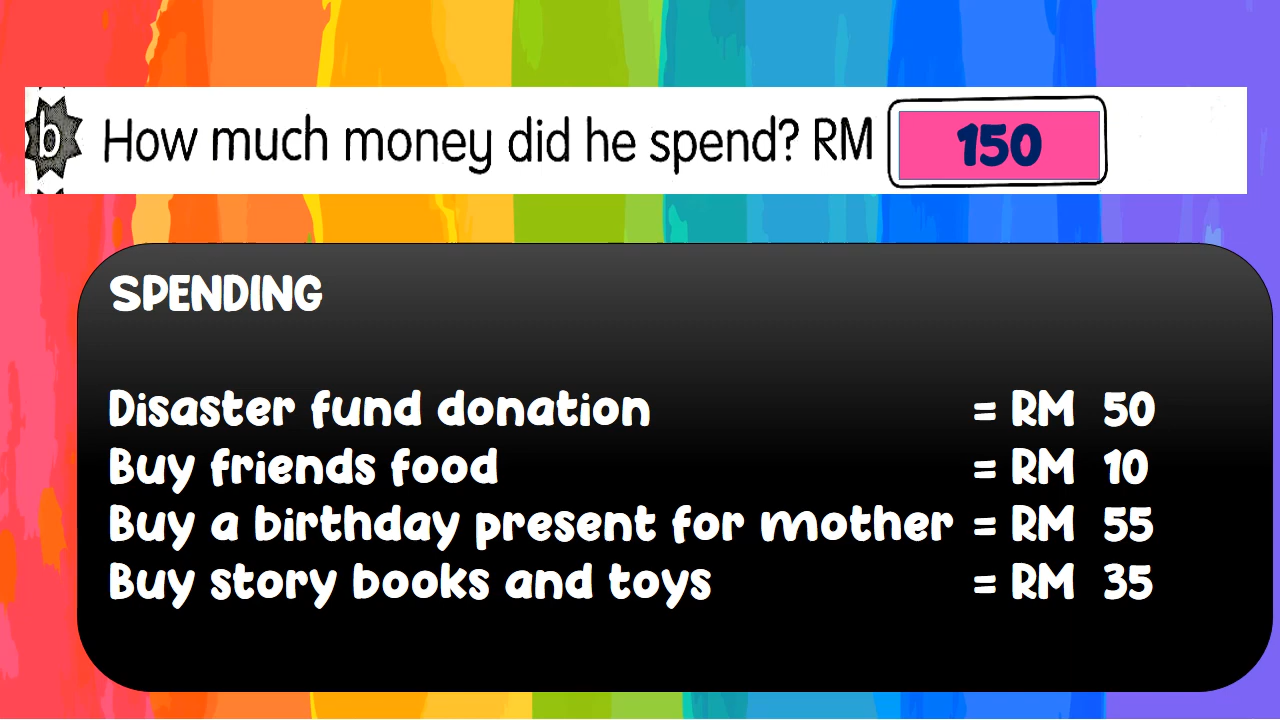 b How much money did he spend? RM 150
SPENDING
Disaster fund donation = RM 50
Buy friends food = RM 10
Buy a birthday present for mother = RM 55
Buy story books and toys = RM 35